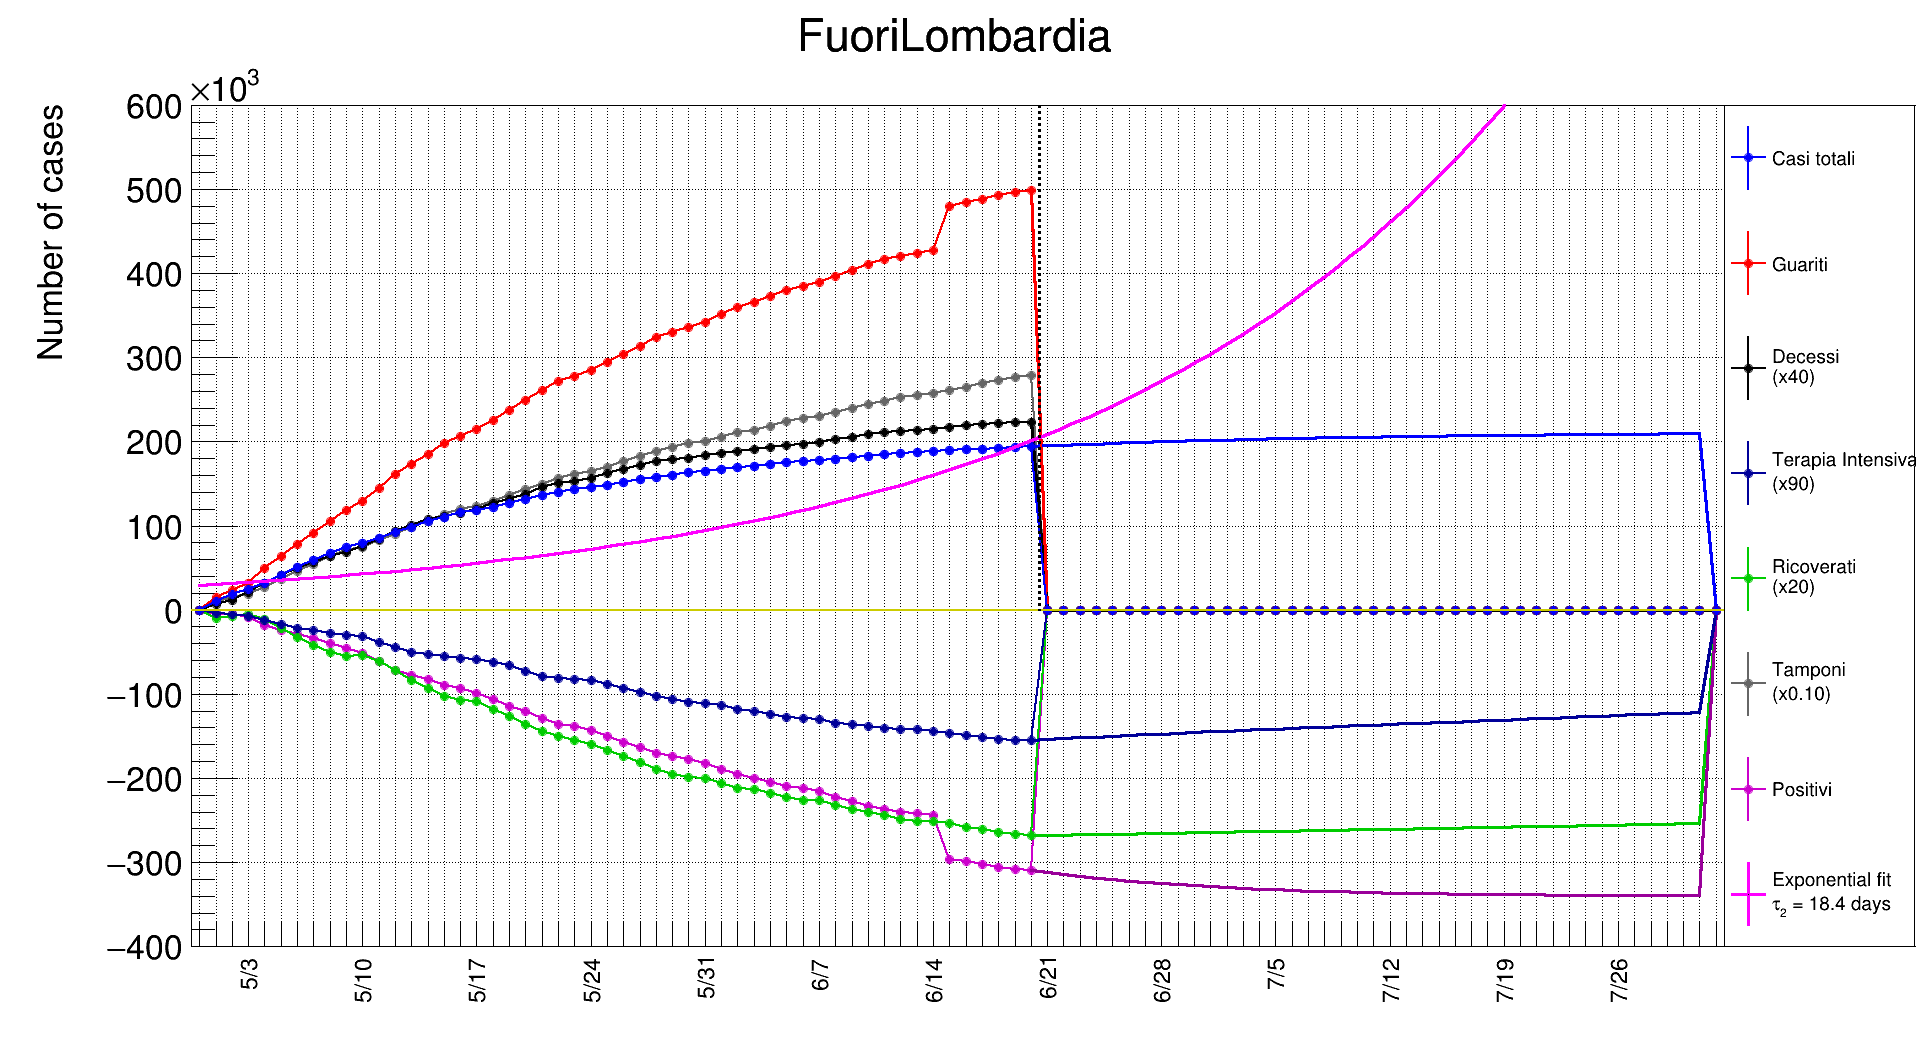 FuoriLombardia
×10³
Number of cases
600
500
400
300
200
100
0
−100
−200
−300
−400
5/3
5/10
5/17
5/24
5/31
6/7
6/14
6/21
6/28
7/5
7/12
7/19
7/26
Casi totali
Guariti
Decessi
(x40)
Terapia Intensiva
(x90)
Ricoverati
(x20)
Tamponi
(x0.10)
Positivi
Exponential fit
τ₂ = 18.4 days